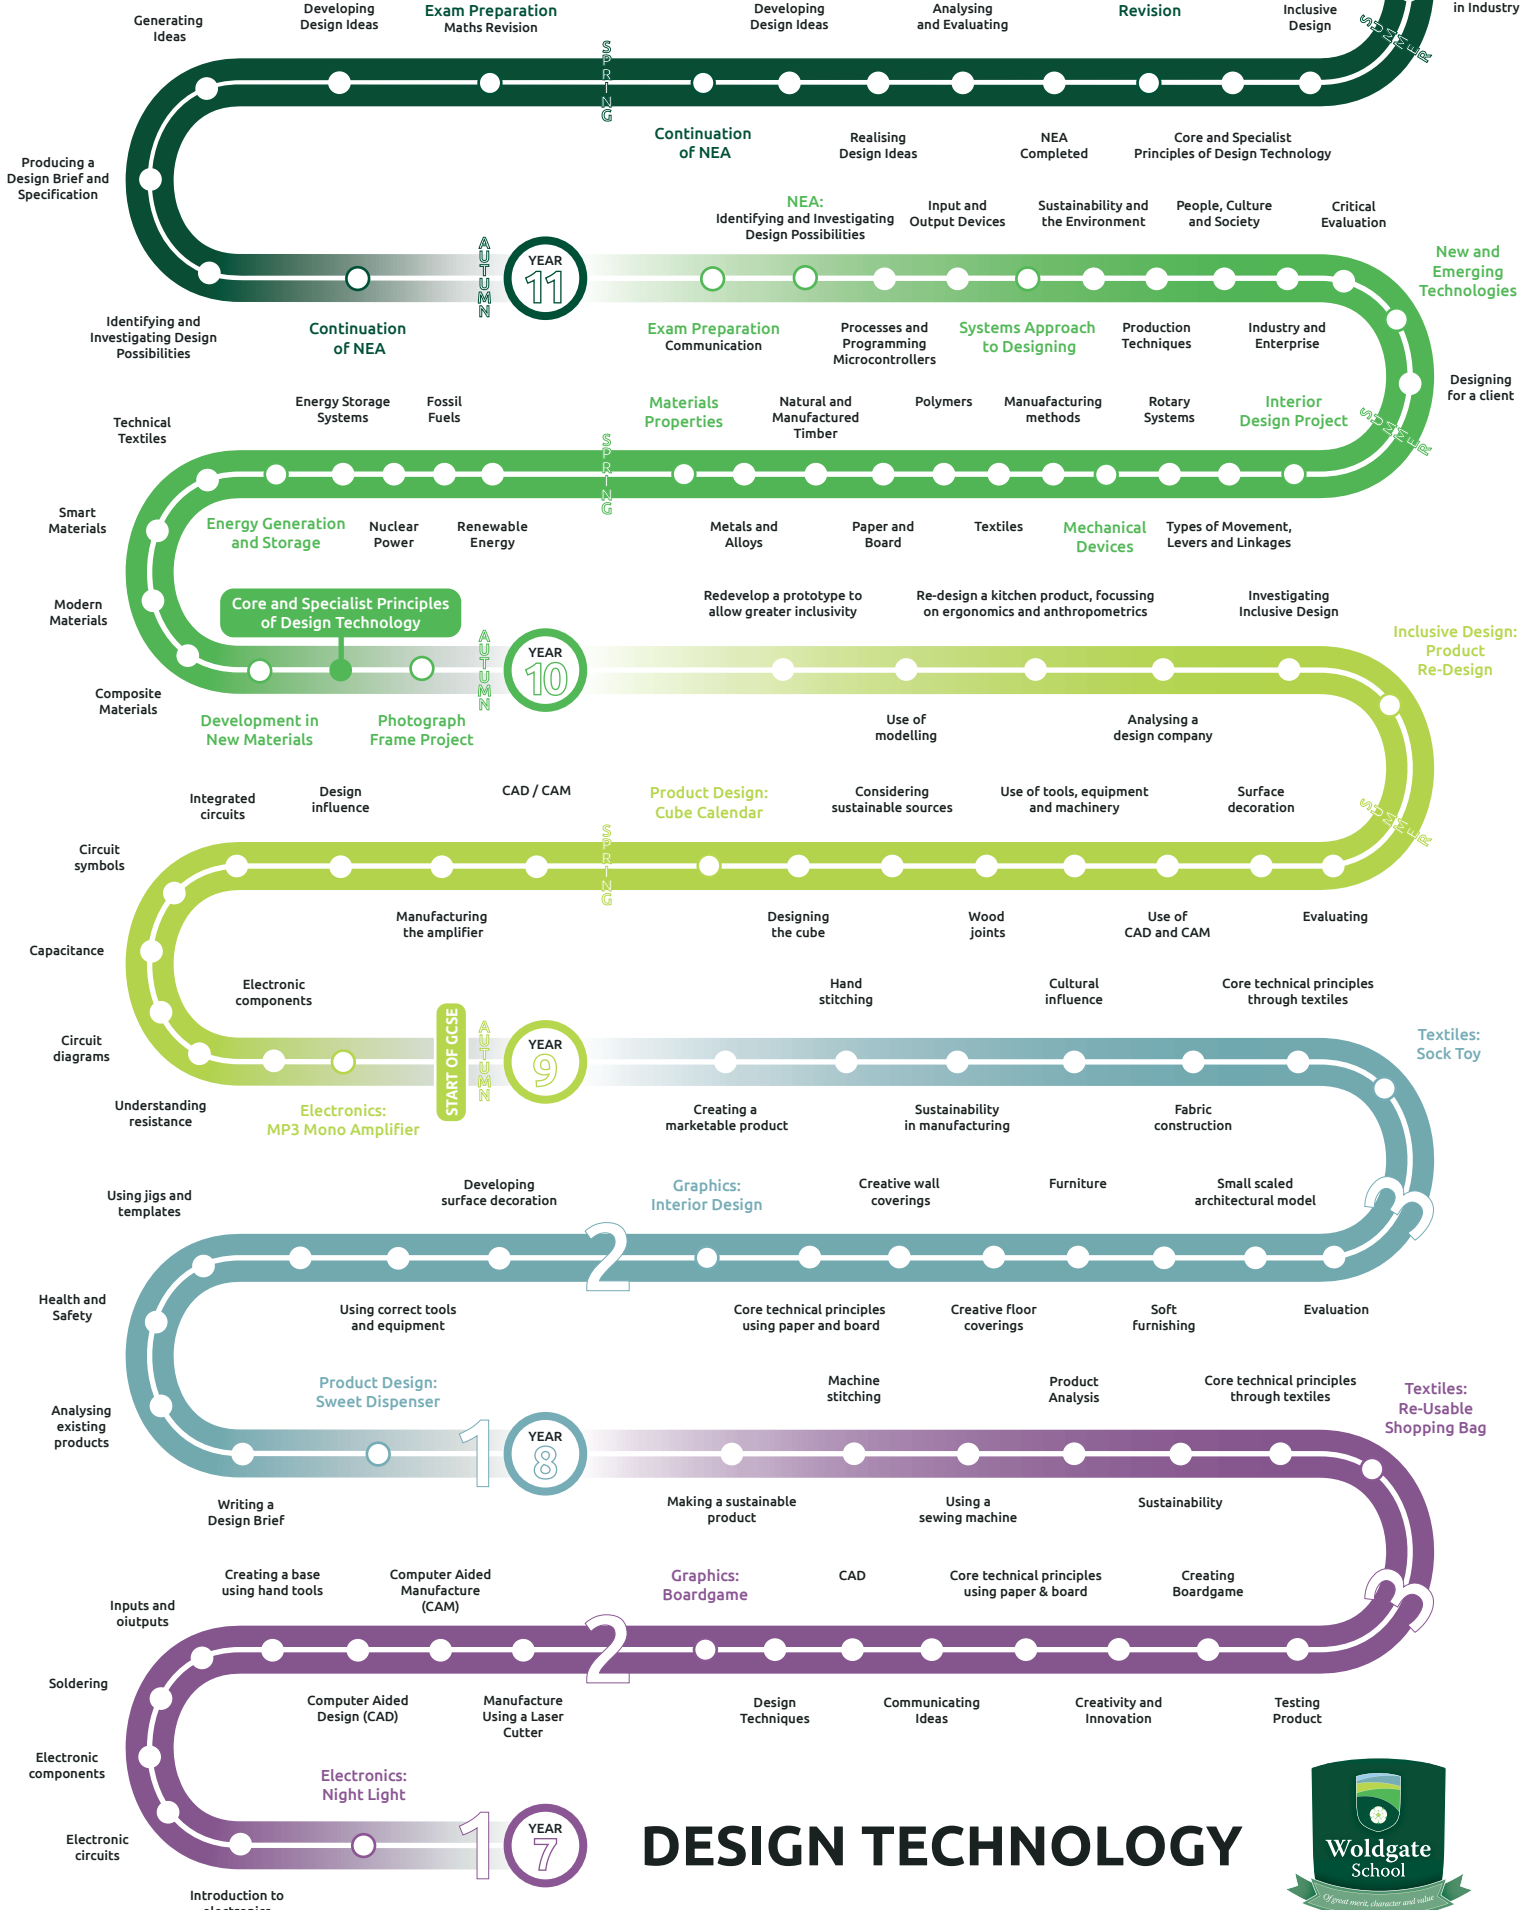 Generating
Ideas
Developing
Design Ideas
Exam Preparation
Maths Revision
Developing
Design Ideas
Analysing
and Evaluating
Revision
Inclusive
Design
in Industry
SUMMER
SPRING
Producing a
Design Brief and
Specification
Continuation
of NEA
Realising
Design Ideas
NEA
Completed
Core and Specialist
Principles of Design Technology
NEA:
Identifying and Investigating
Design Possibilities
Input and
Output Devices
Sustainability and
the Environment
People, Culture
and Society
Critical
Evaluation
New and
Emerging
Technologies
AUTUMN
YEAR
11
Identifying and
Investigating Design
Possibilities
Continuation
of NEA
Exam Preparation
Communication
Processes and
Programming
Microcontrollers
Systems Approach
to Designing
Production
Techniques
Industry and
Enterprise
Designing
for a client
Technical
Textiles
Energy Storage
Systems
Fossil
Fuels
Materials
Properties
Natural and
Manufactured
Timber
Polymers
Manuafacturing
methods
Rotary
Systems
Interior
Design Project
SUMMER
SPRING
Smart
Materials
Energy Generation
and Storage
Nuclear
Power
Renewable
Energy
Metals and
Alloys
Paper and
Board
Textiles
Mechanical
Devices
Types of Movement,
Levers and Linkages
Modern
Materials
Core and Specialist Principles
of Design Technology
AUTUMN
YEAR
10
Redevelop a prototype to
allow greater inclusivity
Re-design a kitchen product, focussing
on ergonomics and anthropometrics
Investigating
Inclusive Design
Inclusive Design:
Product
Re-Design
Composite
Materials
Development in
New Materials
Photograph
Frame Project
Use of
modelling
Analysing a
design company
Integrated
circuits
Design
influence
CAD / CAM
Product Design:
Cube Calendar
Considering
sustainable sources
Use of tools, equipment
and machinery
Surface
decoration
SUMMER
SPRING
Circuit
symbols
Manufacturing
the amplifier
Designing
the cube
Wood
joints
Use of
CAD and CAM
Evaluating
Capacitance
Electronic
components
Hand
stitching
Cultural
influence
Core technical principles
through textiles
Textiles:
Sock Toy
Circuit
diagrams
START OF GCSE
AUTUMN
YEAR
9
Understanding
resistance
Electronics:
MP3 Mono Amplifier
Creating a
marketable product
Sustainability
in manufacturing
Fabric
construction
Using jigs and
templates
Developing
surface decoration
Graphics:
Interior Design
Creative wall
coverings
Furniture
Small scaled
architectural model
3
2
Health and
Safety
Using correct tools
and equipment
Core technical principles
using paper and board
Creative floor
coverings
Soft
furnishing
Evaluation
Product Design:
Sweet Dispenser
Machine
stitching
Product
Analysis
Core technical principles
through textiles
Textiles:
Re-Usable
Shopping Bag
Analysing
existing
products
1
YEAR
8
Writing a
Design Brief
Making a sustainable
product
Using a
sewing machine
Sustainability
Creating a base
using hand tools
Computer Aided
Manufacture
(CAM)
Graphics:
Boardgame
CAD
Core technical principles
using paper & board
Creating
Boardgame
3
2
Inputs and
oiutputs
Soldering
Computer Aided
Design (CAD)
Manufacture
Using a Laser
Cutter
Design
Techniques
Communicating
Ideas
Creativity and
Innovation
Testing
Product
Electronic
components
Electronics:
Night Light
Electronic
circuits
1
YEAR
7
DESIGN TECHNOLOGY
Woldgate
School
Of great merit, character and value
Introduction to